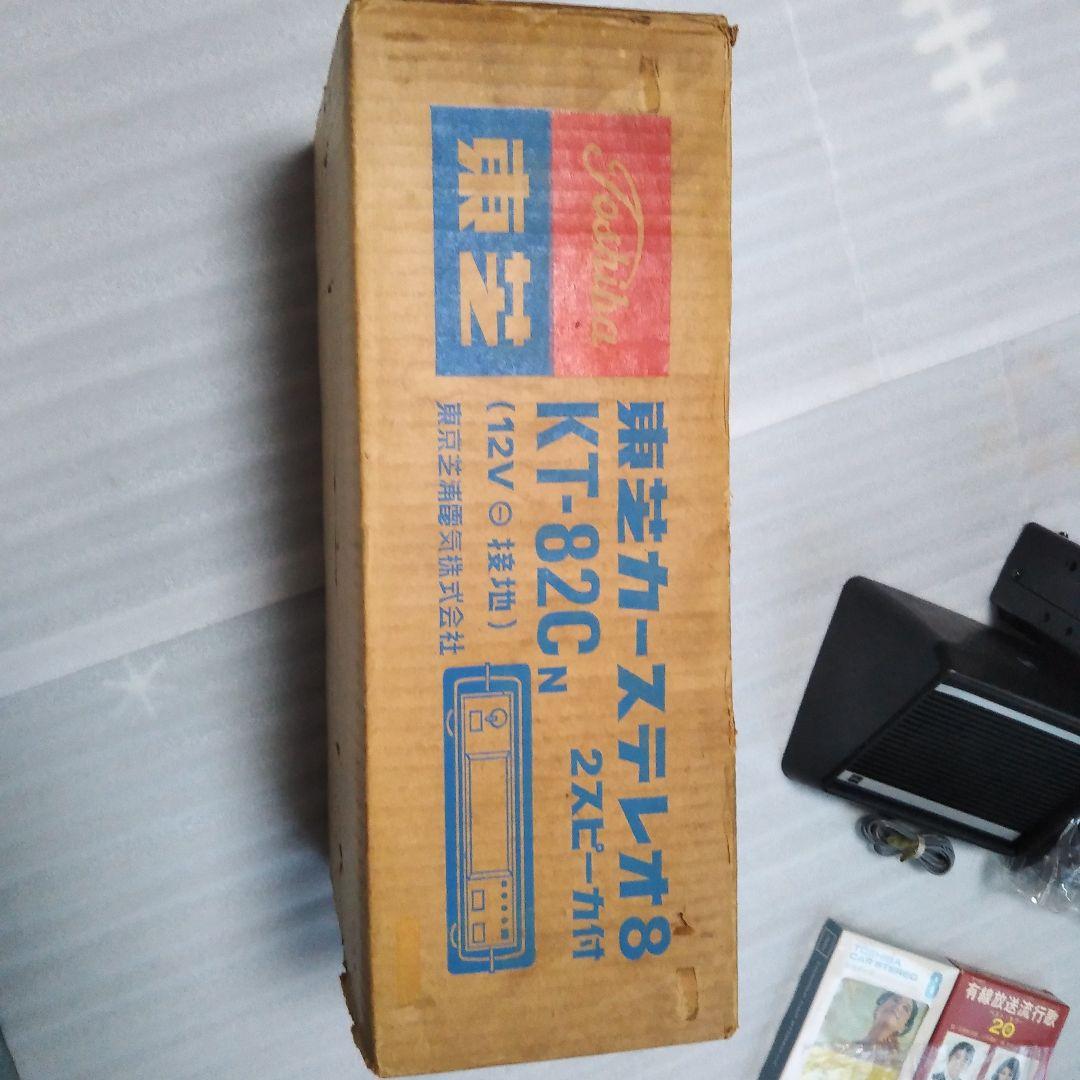 Toshiba
東芝
東芝カーステレオ8
KT-82CN
2スピーカ付
(12V ⊖ 接地)
東京芝浦電気株式会社
TOSHIBA
CAR STEREO
8
有線放送流行歌
20